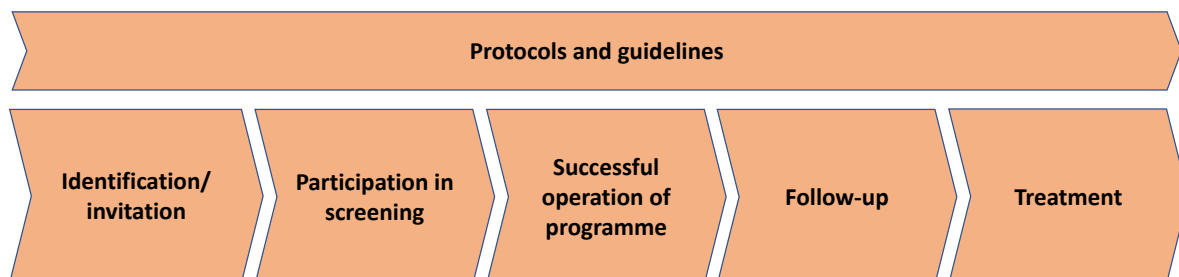 Protocols and guidelines
Identification/
invitation
Participation in
screening
Successful
operation of
programme
Follow-up
Treatment